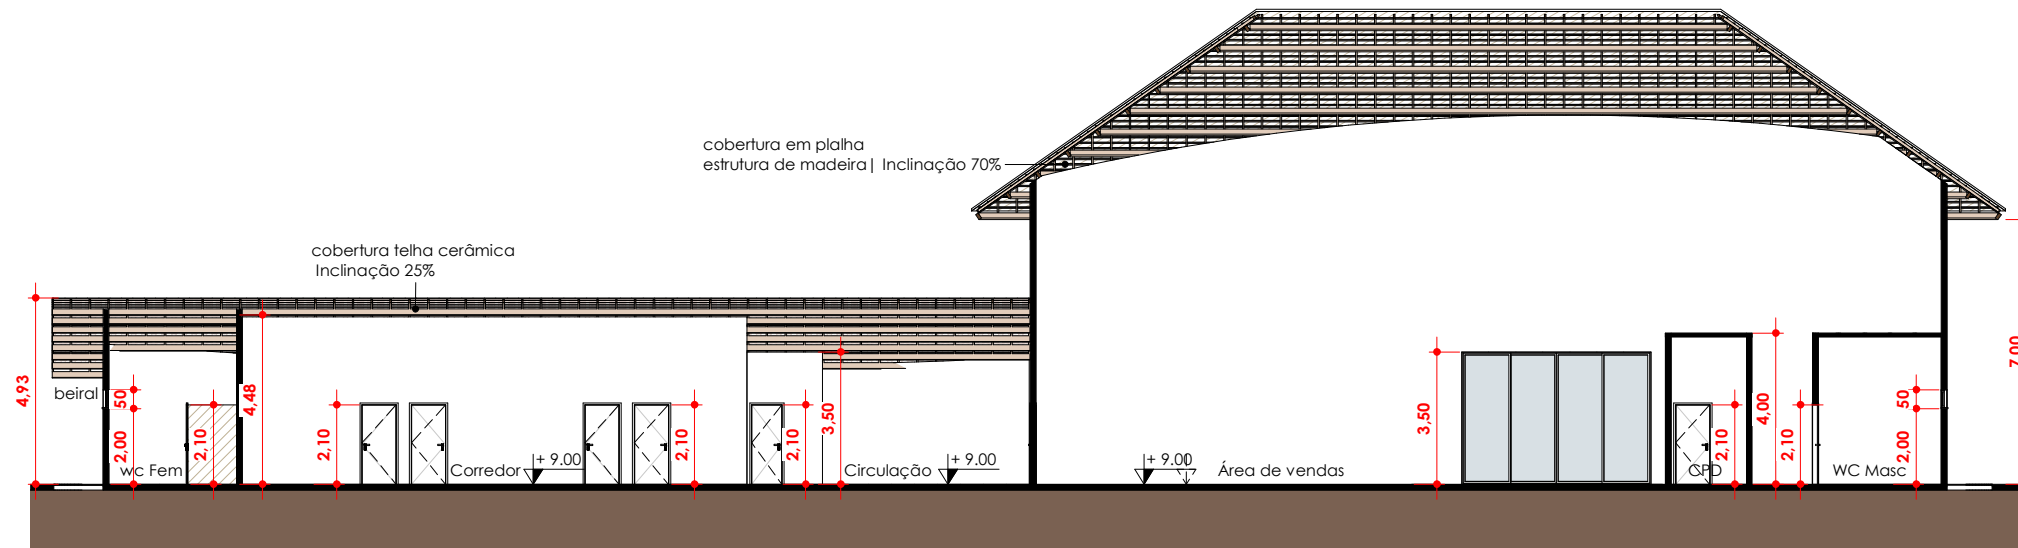 cobertura em plalha
estrutura de madeira| Inclinação 70%
cobertura telha cerâmica
Inclinação 25%
4,93
beiral
50
2,00
wc Fem
2,10
4,48
2,10
Corredor
+ 9.00
2,10
2,10
3,50
Circulação
+ 9.00
+ 9.00
Área de vendas
3,50
CPD
2,10
4,00
2,10
WC Masc
50
2,00
7,00